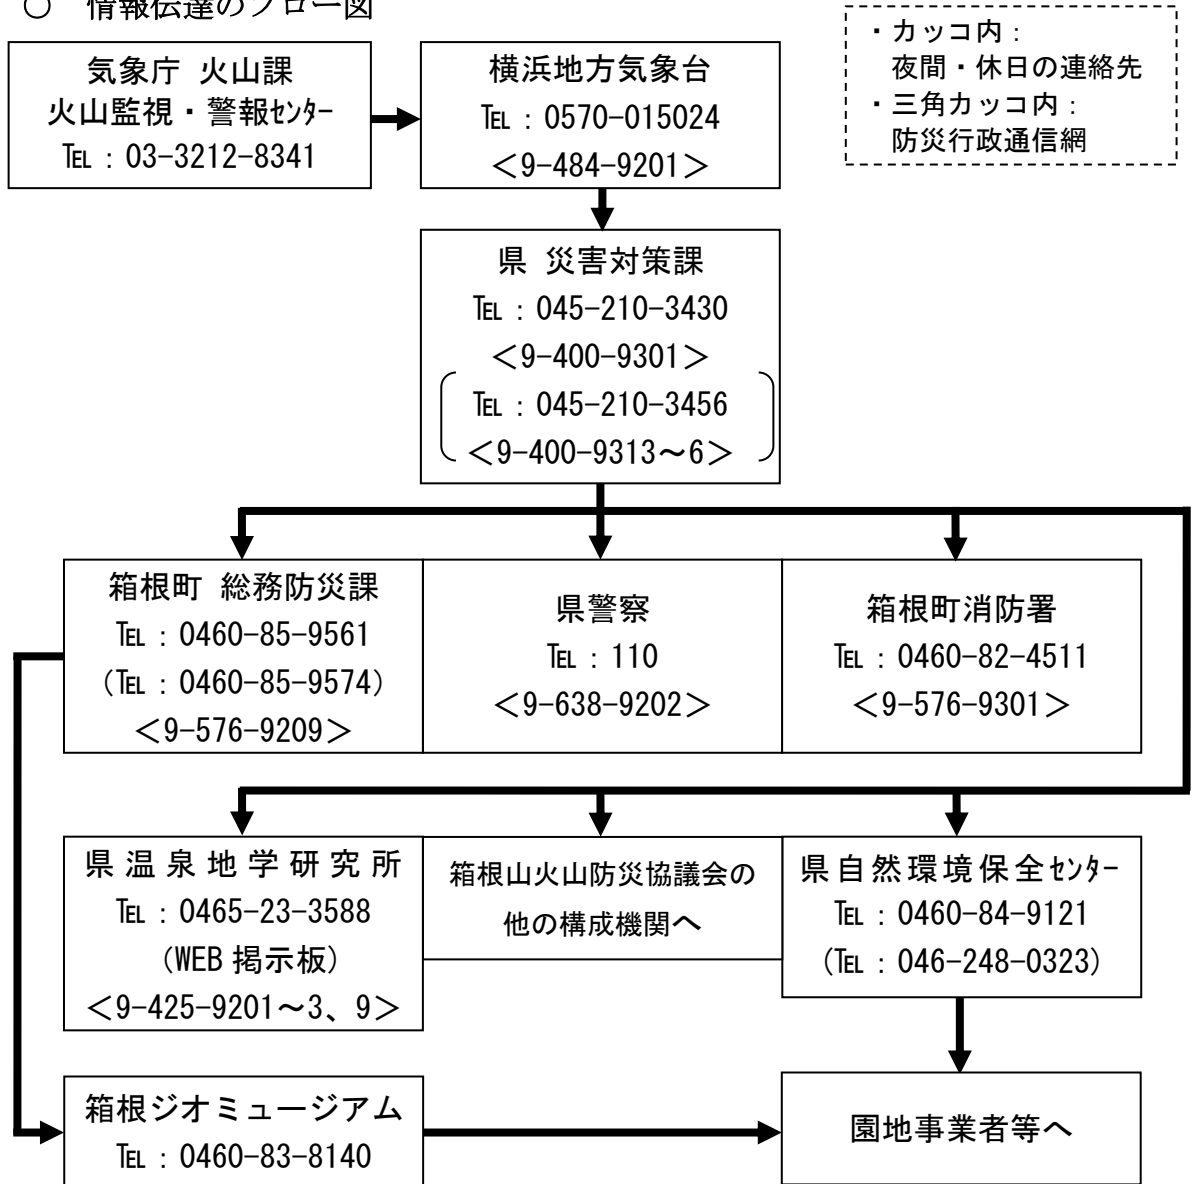 ○ 情報伝達のフロー図
・カッコ内：
夜間・休日の連絡先
・三角カッコ内：
防災行政通信網
気象庁 火山課
火山監視・警報ｾﾝﾀｰ
℡：03-3212-8341
横浜地方気象台
℡：0570-015024
＜9-484-9201＞
県 災害対策課
℡：045-210-3430
＜9-400-9301＞
℡：045-210-3456
＜9-400-9313～6＞
箱根町 総務防災課
℡：0460-85-9561
（℡：0460-85-9574）
＜9-576-9209＞
県警察
℡：110
＜9-638-9202＞
箱根町消防署
℡：0460-82-4511
＜9-576-9301＞
県温泉地学研究所
℡：0465-23-3588
（WEB 掲示板）
＜9-425-9201～3、9＞
箱根山火山防災協議会の
他の構成機関へ
県自然環境保全ｾﾝﾀｰ
℡：0460-84-9121
（℡：046-248-0323）
箱根ジオミュージアム
℡：0460-83-8140
園地事業者等へ